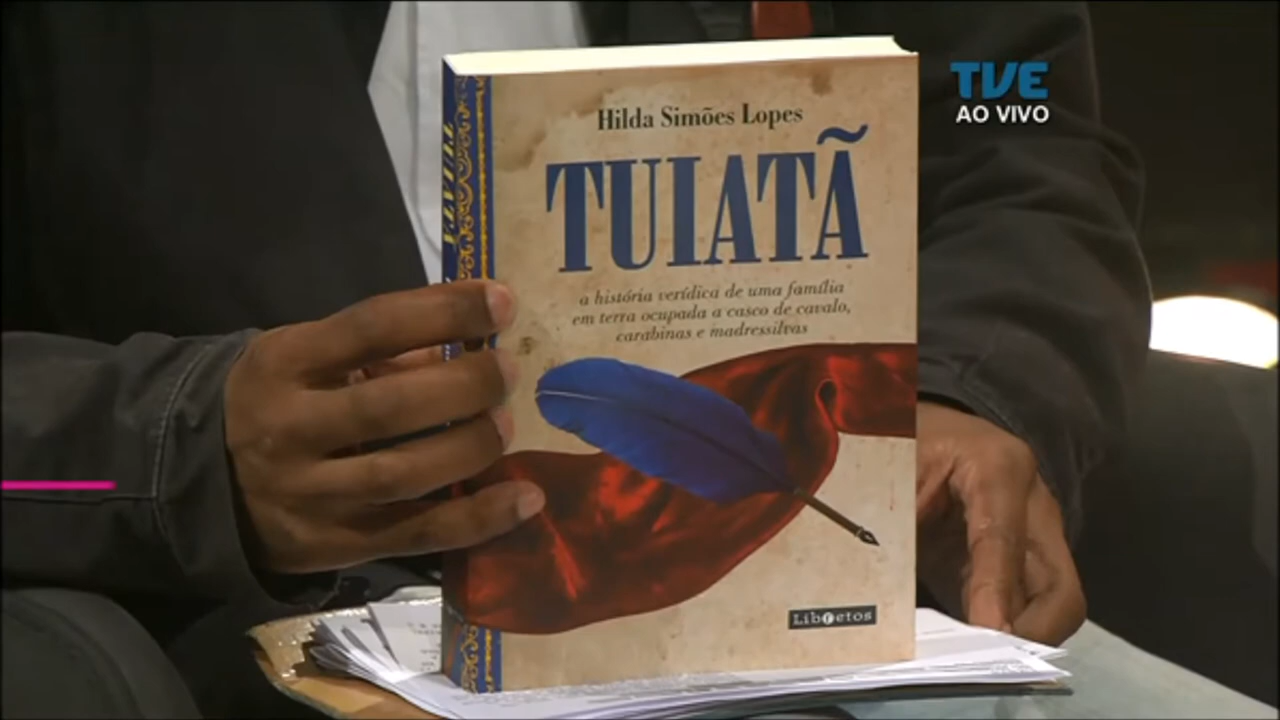 TVE
AO VIVO
Hilda Simões Lopes
TUIATÃ
a história verídica de uma família
em terra ocupada a casco de cavalo,
carabinas e madressilvas
Libretos
TUIATÃ